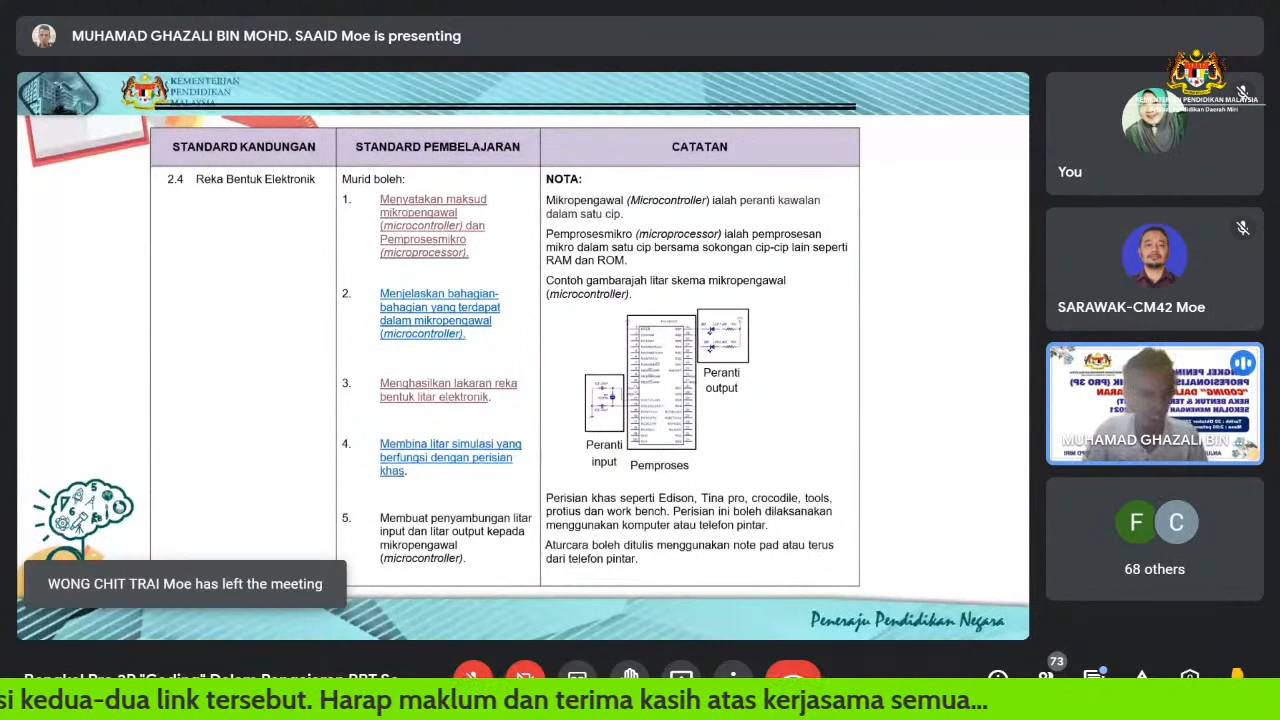 MUHAMAD GHAZALI BIN MOHD. SAAID Moe is presenting
KEMENTERIAN
PENDIDIKAN
MALAYSIA
STANDARD KANDUNGAN
STANDARD PEMBELAJARAN
CATATAN
2.4 Reka Bentuk Elektronik
Murid boleh:
1. Menyatakan maksud
mikropengawal
(microcontroller) dan
Pemprosesmikro
(microprocessor).
2. Menjelaskan bahagian-
bahagian yang terdapat
dalam mikropengawal
(microcontroller).
3. Menghasilkan lakaran reka
bentuk litar elektronik.
4. Membina litar simulasi yang
berfungsi dengan perisian
khas.
5. Membuat penyambungan litar
input dan litar output kepada
mikropengawal
(microcontroller).
NOTA:
Mikropengawal (Microcontroller) ialah peranti kawalan
dalam satu cip.
Pemprosesmikro (microprocessor) ialah pemprosesan
mikro dalam satu cip bersama sokongan cip-cip lain seperti
RAM dan ROM.
Contoh gambarajah litar skema mikropengawal
(microcontroller).
Peranti
output
Peranti
input
Pemproses
Perisian khas seperti Edison, Tina pro, crocodile, tools,
protius dan work bench. Perisian ini boleh dilaksanakan
menggunakan komputer atau telefon pintar.
Aturcara boleh ditulis menggunakan note pad atau terus
dari telefon pintar.
WONG CHIT TRAI Moe has left the meeting
Peneraju Pendidikan Negara
KEMENTERIAN PENDIDIKAN MALAYSIA
Pendidikan Daerah Miri
You
SARAWAK-CM42 Moe
MUHAMAD GHAZALI BIN
F
C
68 others
73
si kedua-dua link tersebut. Harap maklum dan terima kasih atas kerjasama semua...